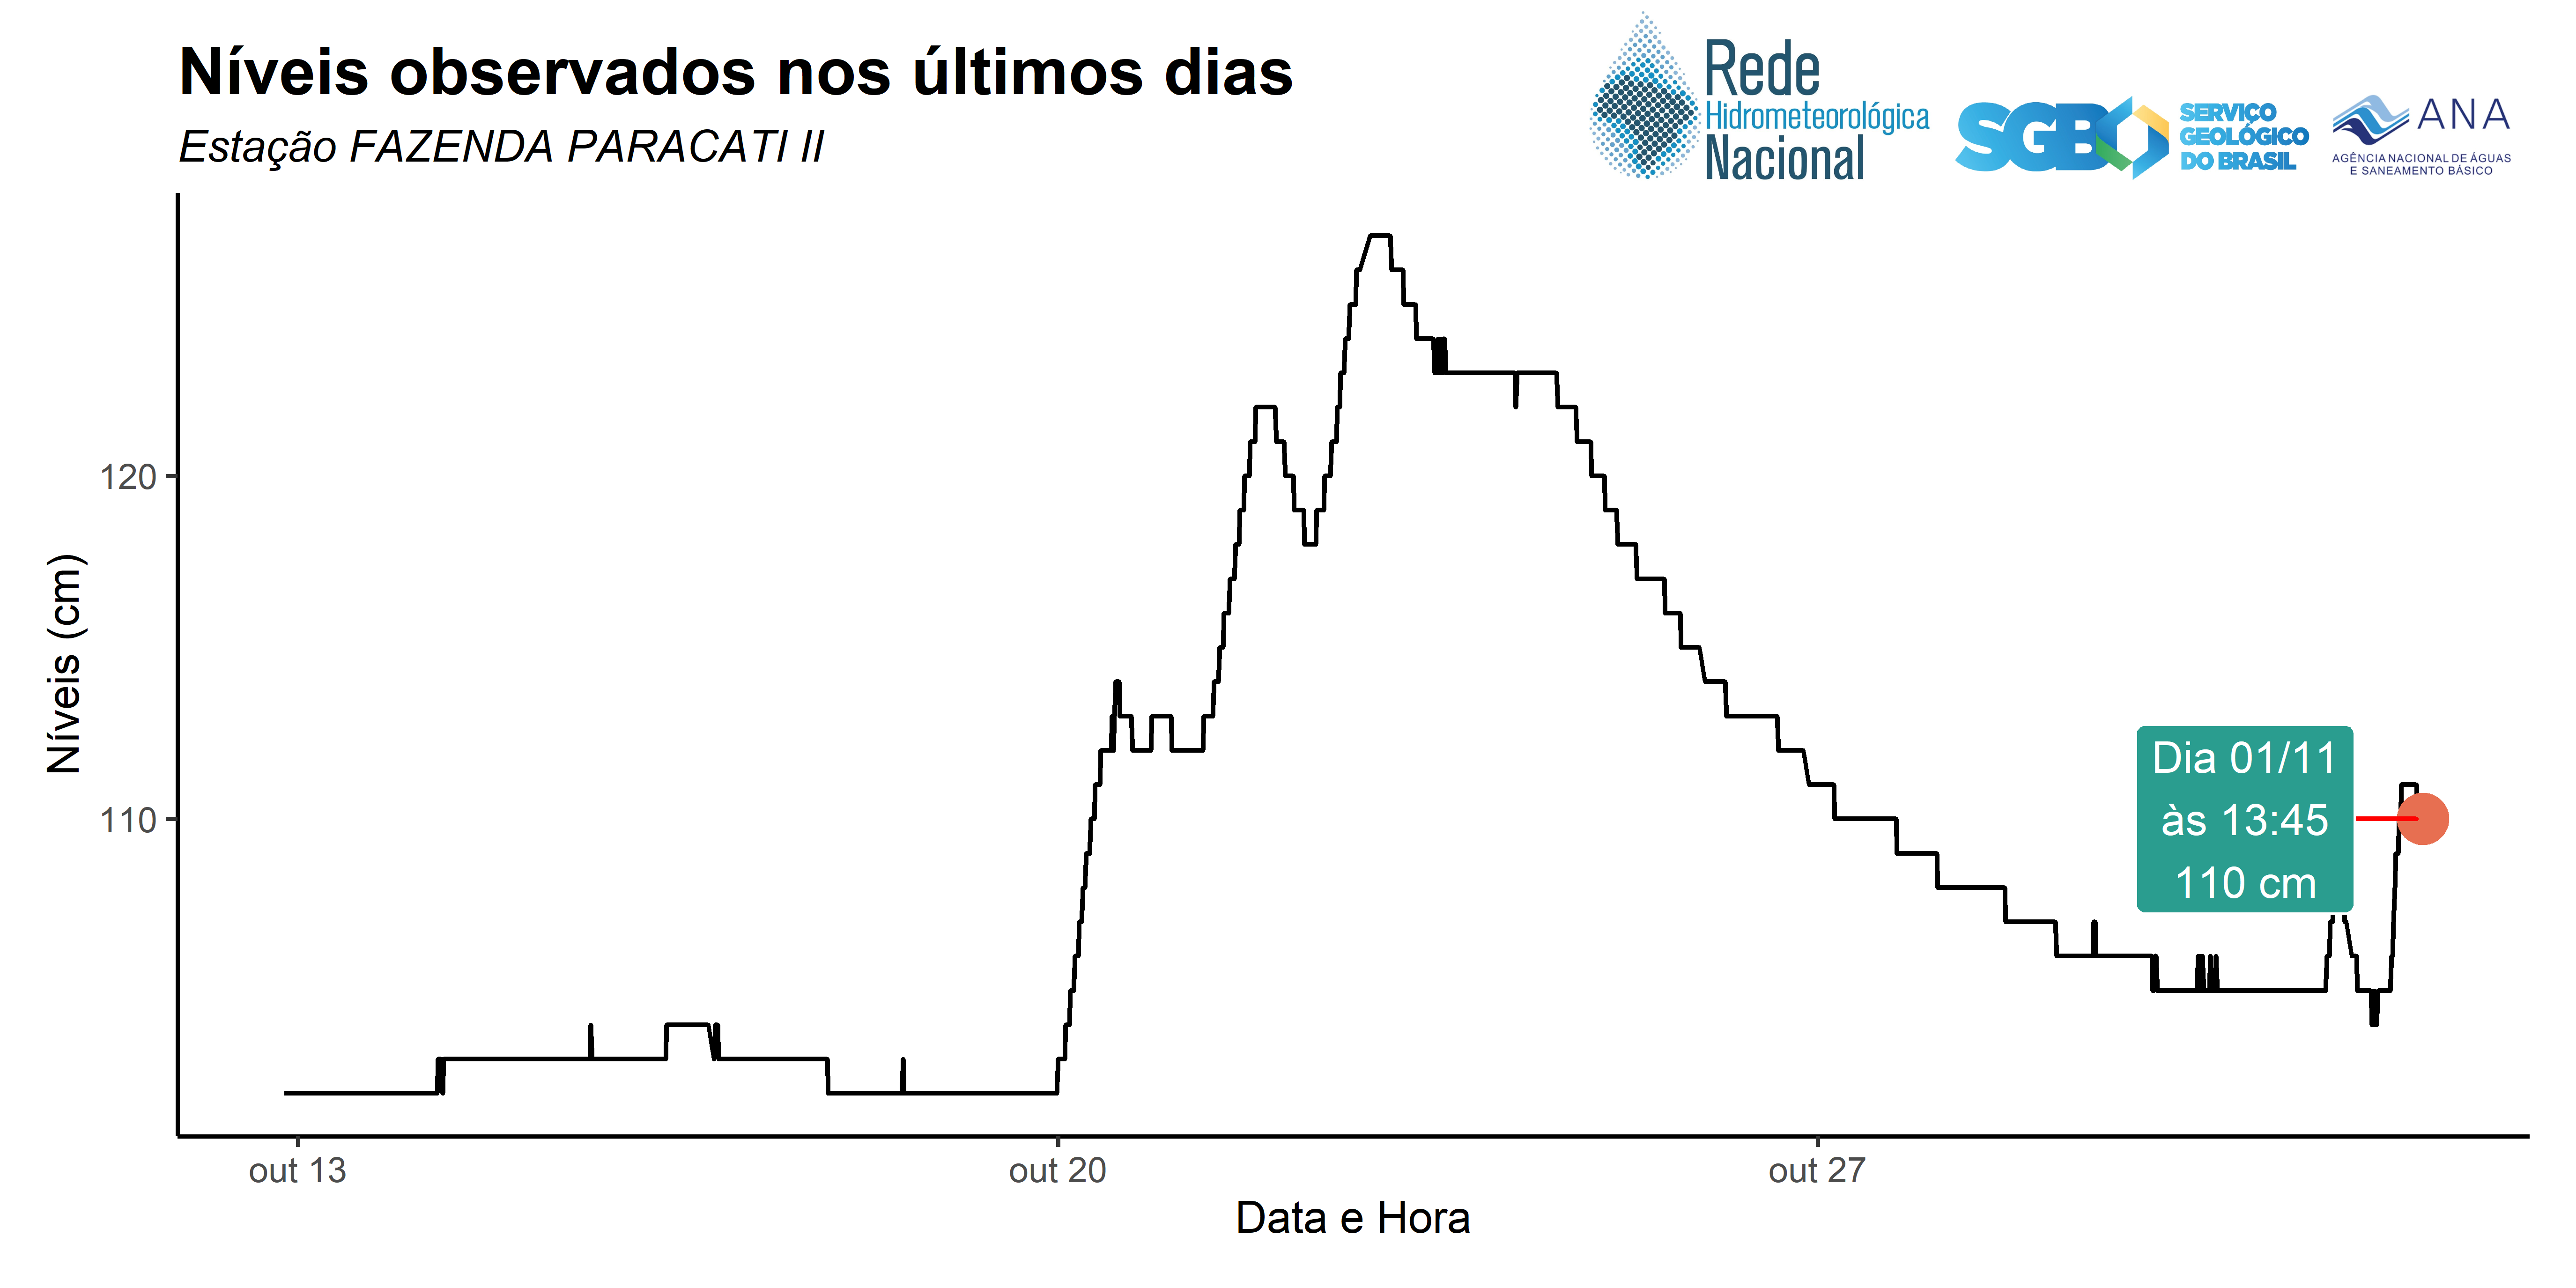 Níveis observados nos últimos dias
Estação FAZENDA PARACATI II
Rede
Hidrometeorológica
Nacional
SGB
SERVIÇO
GEOLÓGICO
DO BRASIL
ANA
AGÊNCIA NACIONAL DE ÁGUAS
E SANEAMENTO BÁSICO
Níveis (cm)
120
110
Dia 01/11
às 13:45
110 cm
out 13
out 20
out 27
Data e Hora